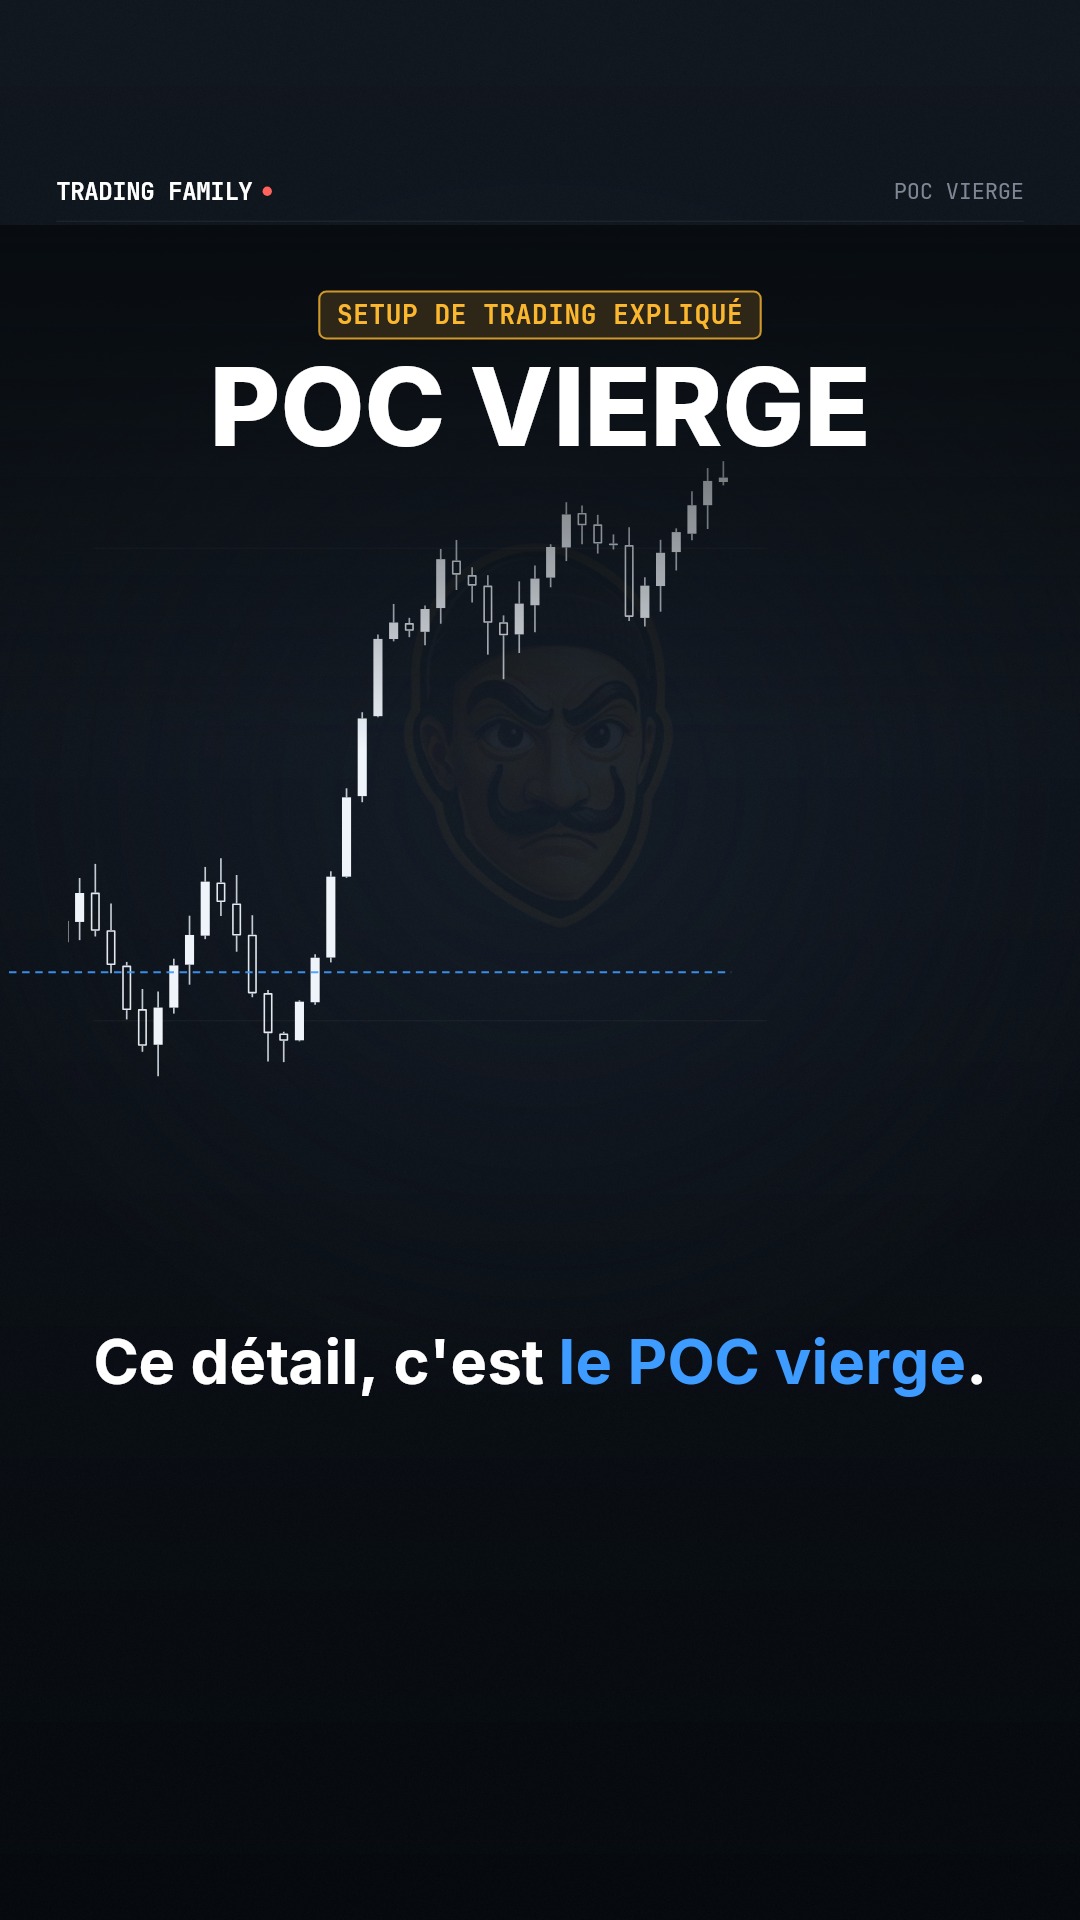 TRADING FAMILY
POC VIERGE
SETUP DE TRADING EXPLIQUÉ
POC VIERGE
Ce détail, c'est le POC vierge.